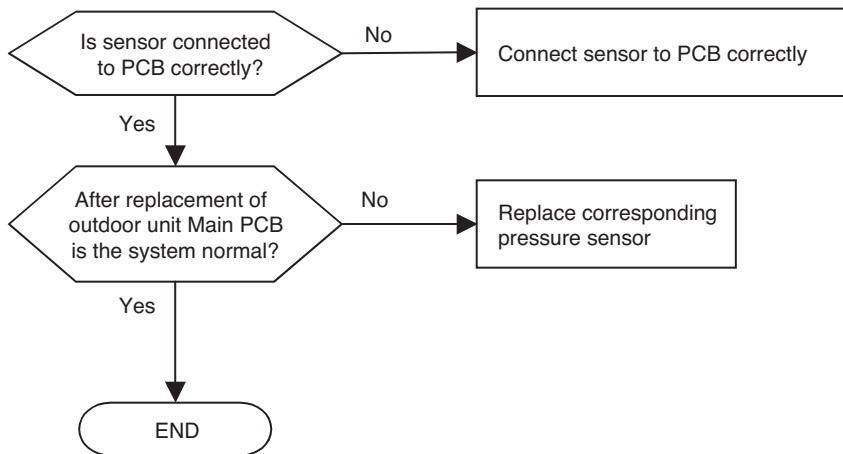 Is sensor connected
to PCB correctly?
No
Connect sensor to PCB correctly
Yes
After replacement of
outdoor unit Main PCB
is the system normal?
No
Replace corresponding
pressure sensor
Yes
END